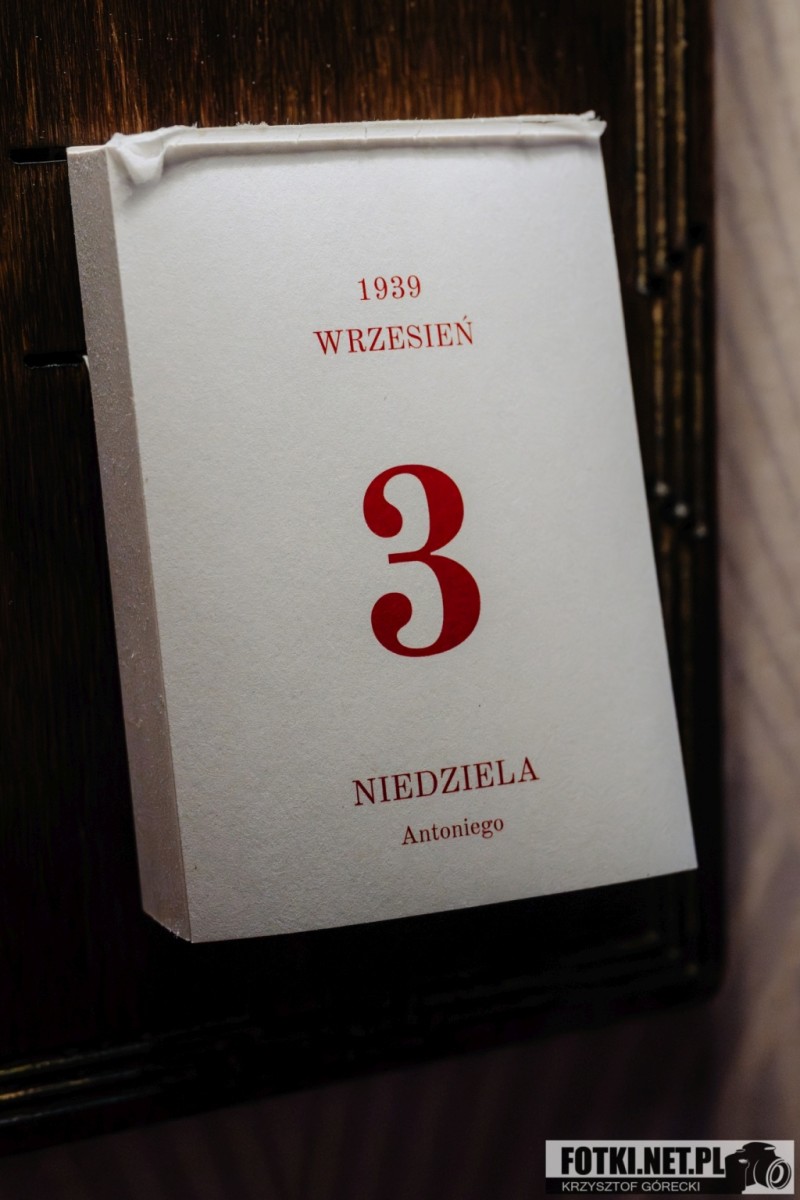 1939
WRZESIEŃ
3
NIEDZIELA
Antoniego
FOTKI.NET.PL
KRZYSZTOF GÓRECKI